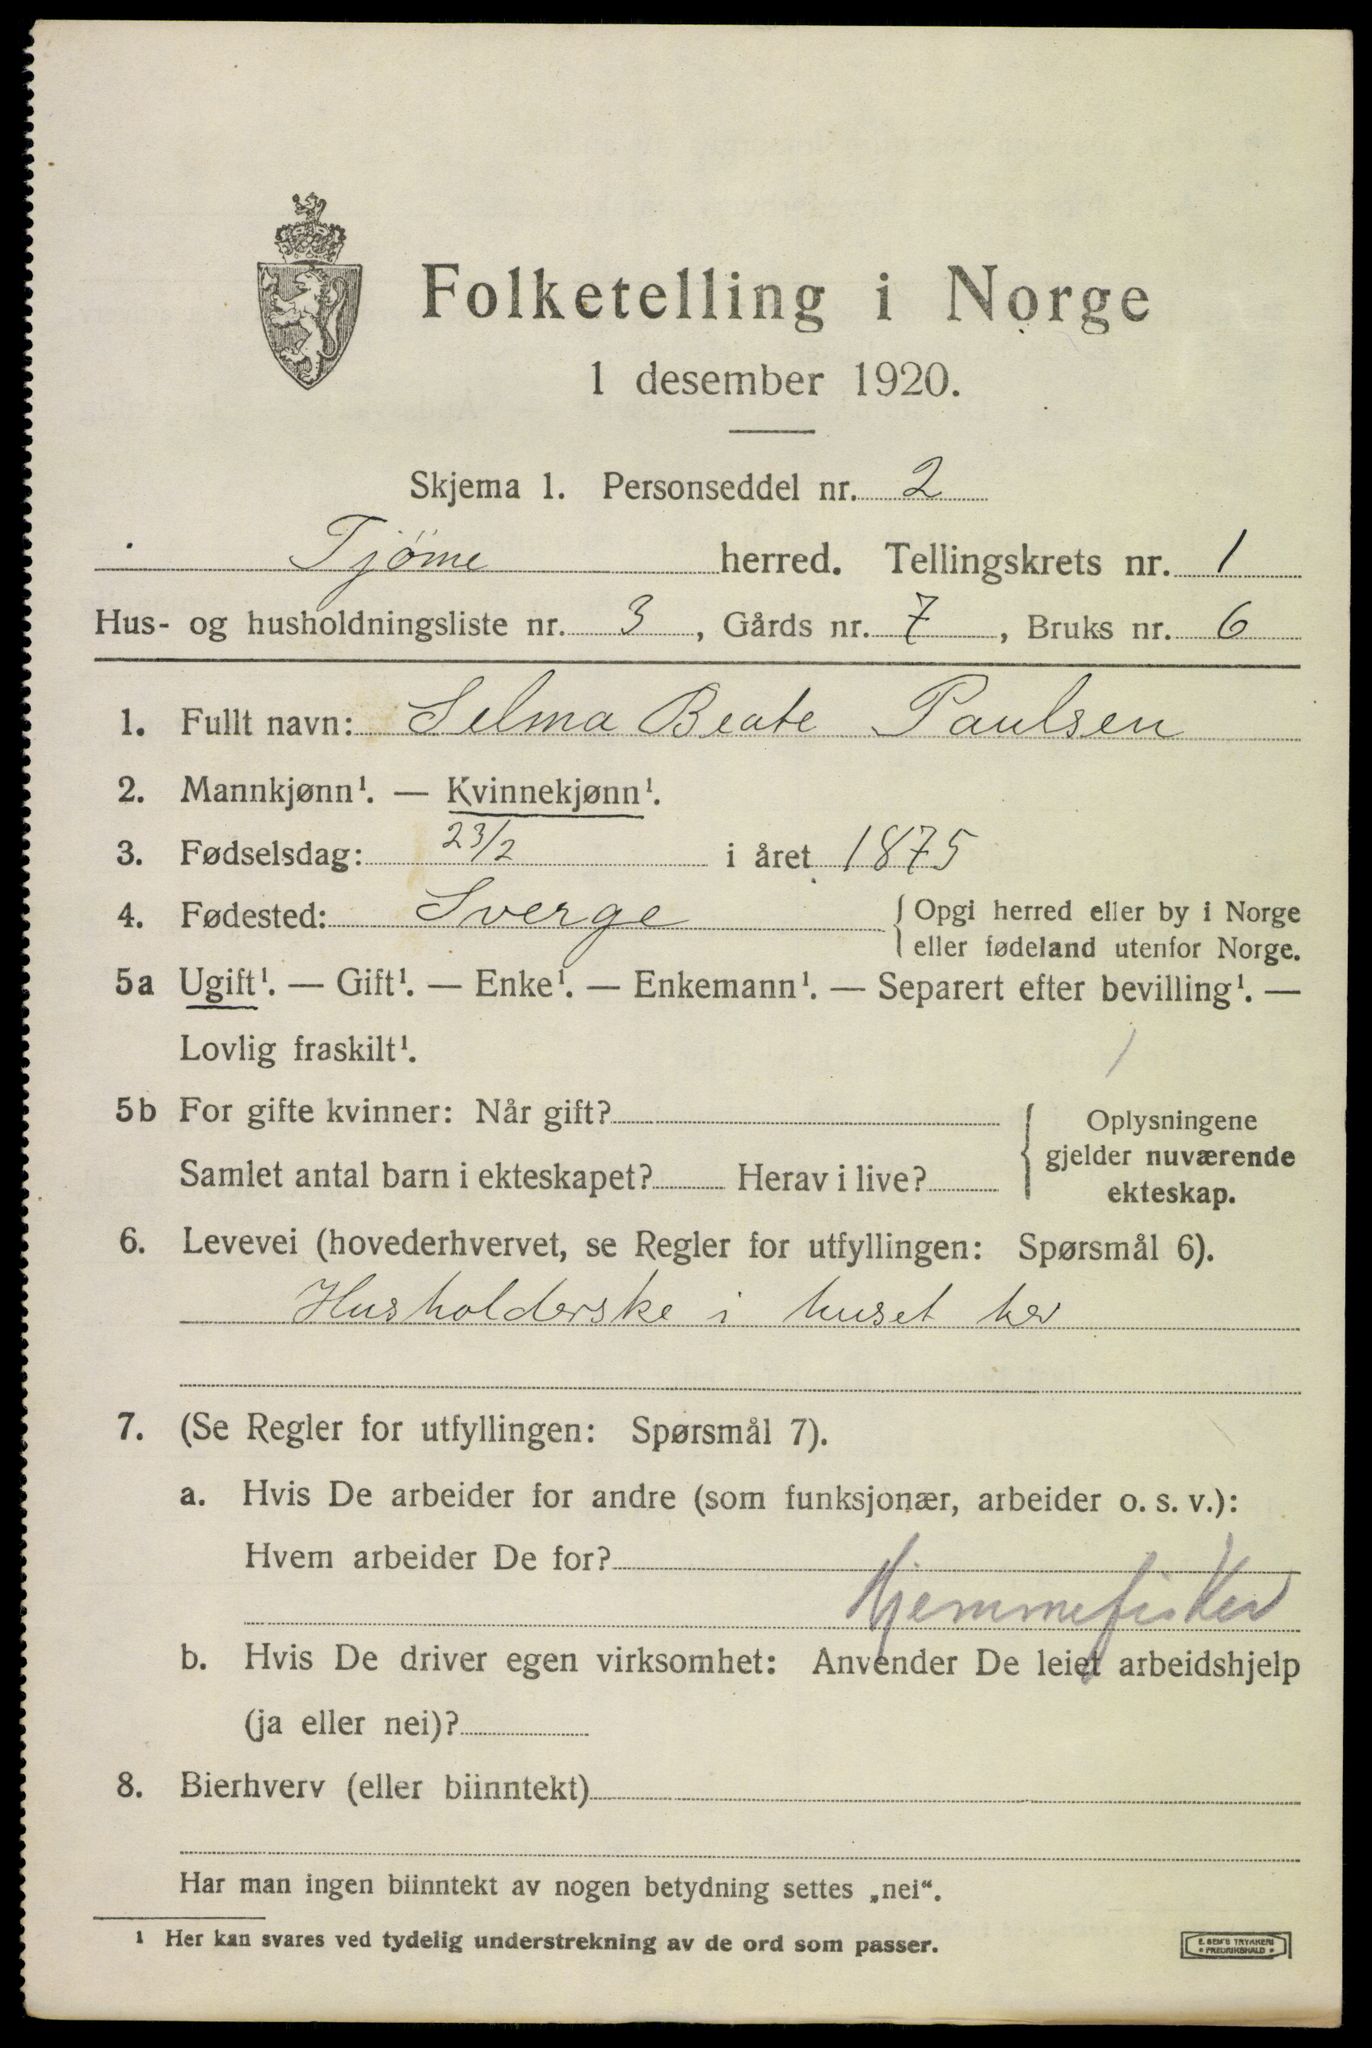 Folketelling i Norge
1 desember 1920.
Skjema 1. Personseddel nr. 2
Tjøme herred. Tellingskrets nr. 1
Hus- og husholdningsliste nr. 3, Gårds nr. 7, Bruks nr. 6
1. Fullt navn: Selma Beate Paulsen
2. Mannkjønn¹. — Kvinnekjønn¹.
3. Fødselsdag: 23/2 i året 1875
4. Fødested: Sverge { Opgi herred eller by i Norge
eller fødeland utenfor Norge.
5a Ugift¹. — Gift¹. — Enke¹. — Enkemann¹. — Separert efter bevilling¹. —
Lovlig fraskilt¹.
5b For gifte kvinner: Når gift?
Samlet antal barn i ekteskapet? Herav i live?
{ Oplysningene
gjelder nuværende
ekteskap.
6. Levevei (hovederhvervet, se Regler for utfyllingen: Spørsmål 6).
Husholderske i huset her
7. (Se Regler for utfyllingen: Spørsmål 7).
a. Hvis De arbeider for andre (som funksjonær, arbeider o. s. v.):
Hvem arbeider De for?
Hjemmefisker
b. Hvis De driver egen virksomhet: Anvender De leiet arbeidshjelp
(ja eller nei)?
8. Bierhverv (eller biinntekt)
Har man ingen biinntekt av nogen betydning settes „nei“.
¹ Her kan svares ved tydelig understrekning av de ord som passer.
E. SEM'S TRYKKERI
FREDRIKSHALD